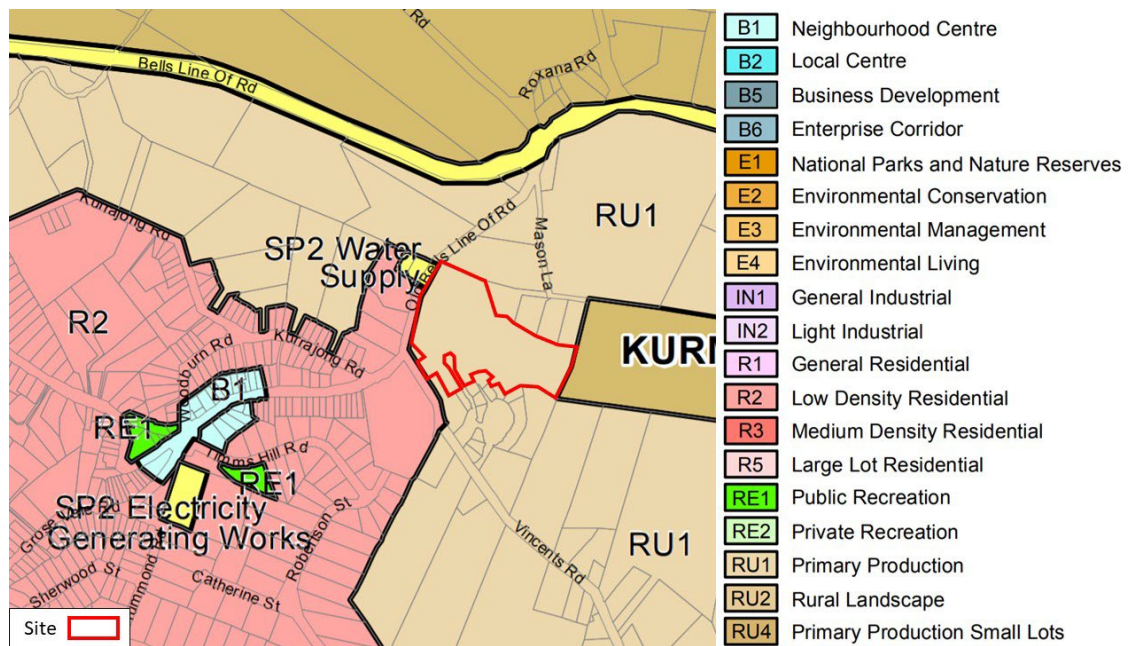 Bells Line Of Rd
Roxana Rd
Rd
Kurrajong Rd
SP2 Water
Supply
Old Bells Line Of Rd
Mason La
RU1
R2
Kurrajong Rd
Woodburn Rd
B1
KURI
RE1
Timms Hill Rd
RE1
SP2 Electricity
Generating Works
Grose Vale Rd
Robertson St
Vincents Rd
RU1
Sherwood St
Catherine St
Site
B1 Neighbourhood Centre
B2 Local Centre
B5 Business Development
B6 Enterprise Corridor
E1 National Parks and Nature Reserves
E2 Environmental Conservation
E3 Environmental Management
E4 Environmental Living
IN1 General Industrial
IN2 Light Industrial
R1 General Residential
R2 Low Density Residential
R3 Medium Density Residential
R5 Large Lot Residential
RE1 Public Recreation
RE2 Private Recreation
RU1 Primary Production
RU2 Rural Landscape
RU4 Primary Production Small Lots